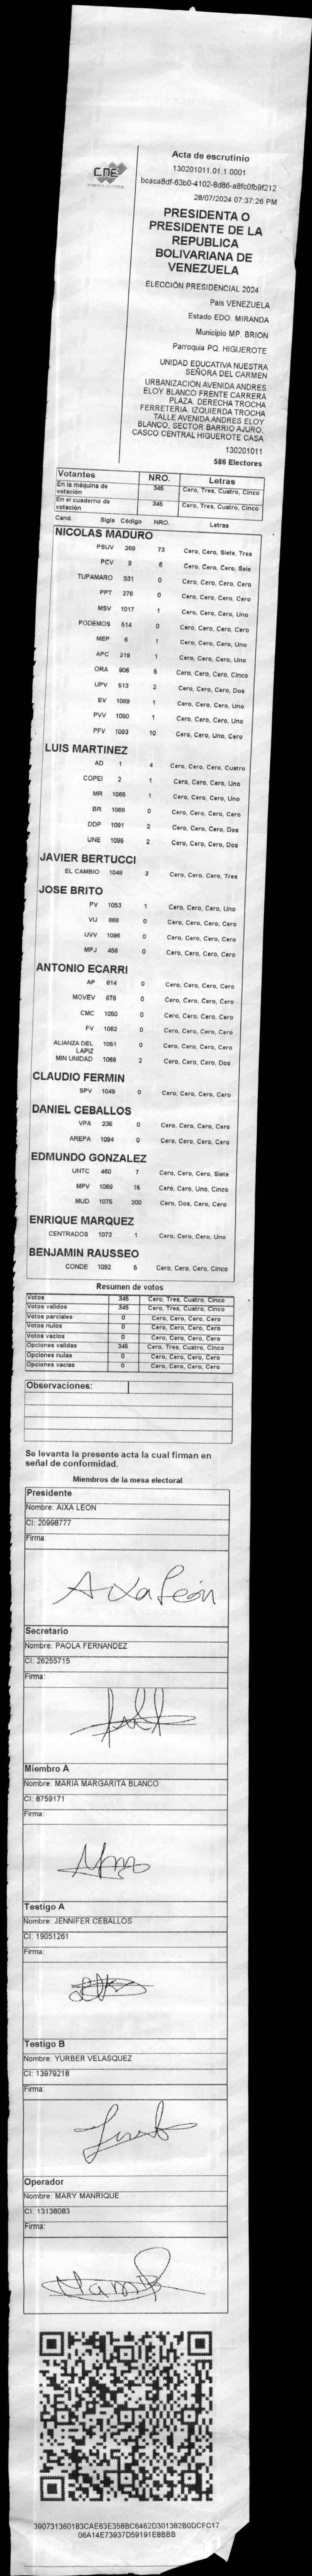 CNE
Acta de escrutinio
130201011.01.1.0001
bcaca8df-63b0-4102-8d86-a8fc0fb9f212
28/07/2024 07:37:26 PM
PRESIDENTA O
PRESIDENTE DE LA
REPUBLICA
BOLIVARIANA DE
VENEZUELA
ELECCIÓN PRESIDENCIAL 2024
Pais VENEZUELA
Estado EDO. MIRANDA
Municipio MP. BRION
Parroquia PQ. HIGUEROTE
UNIDAD EDUCATIVA NUESTRA
SEÑORA DEL CARMEN
URBANIZACIÓN AVENIDA ANDRES
ELOY BLANCO FRENTE CARRERA
PLAZA. DERECHA TROCHA
FERRETERIA. IZQUIERDA TROCHA
TALLE AVENIDA ANDRES ELOY
BLANCO, SECTOR BARRIO AJURO,
CASCO CENTRAL HIGUEROTE CASA
130201011
586 Electores
Votantes NRO. Letras
En la máquina de votación 345 Cero, Tres, Cuatro, Cinco
En el cuaderno de votación 345 Cero, Tres, Cuatro, Cinco
Cand. Sigla Código NRO. Letras
NICOLAS MADURO
PSUV 269 73 Cero, Cero, Siete, Tres
PCV 9 6 Cero, Cero, Cero, Seis
TUPAMARO 931 0 Cero, Cero, Cero, Cero
PPT 276 0 Cero, Cero, Cero, Cero
MSV 1017 1 Cero, Cero, Cero, Uno
PODEMOS 514 0 Cero, Cero, Cero, Cero
MEP 6 1 Cero, Cero, Cero, Uno
APC 219 1 Cero, Cero, Cero, Uno
ORA 906 5 Cero, Cero, Cero, Cinco
UPV 513 2 Cero, Cero, Cero, Dos
EV 1089 1 Cero, Cero, Cero, Uno
PVV 1090 1 Cero, Cero, Cero, Uno
PFV 1093 10 Cero, Cero, Uno, Cero
LUIS MARTINEZ
AD 1 4 Cero, Cero, Cero, Cuatro
COPEI 2 1 Cero, Cero, Cero, Uno
MR 1065 1 Cero, Cero, Cero, Uno
BR 1066 0 Cero, Cero, Cero, Cero
DDP 1091 2 Cero, Cero, Cero, Dos
UNE 1095 2 Cero, Cero, Cero, Dos
JAVIER BERTUCCI
EL CAMBIO 1048 3 Cero, Cero, Cero, Tres
JOSE BRITO
PV 1053 1 Cero, Cero, Cero, Uno
VU 868 0 Cero, Cero, Cero, Cero
UVV 1096 0 Cero, Cero, Cero, Cero
MPJ 458 0 Cero, Cero, Cero, Cero
ANTONIO ECARRI
AP 814 0 Cero, Cero, Cero, Cero
MOVEV 878 0 Cero, Cero, Cero, Cero
CMC 1050 0 Cero, Cero, Cero, Cero
FV 1062 0 Cero, Cero, Cero, Cero
ALIANZA DEL LAPIZ 1051 0 Cero, Cero, Cero, Cero
MIN UNIDAD 1088 2 Cero, Cero, Cero, Dos
CLAUDIO FERMIN
SPV 1049 0 Cero, Cero, Cero, Cero
DANIEL CEBALLOS
VPA 236 0 Cero, Cero, Cero, Cero
AREPA 1094 0 Cero, Cero, Cero, Cero
EDMUNDO GONZALEZ
UNTC 460 7 Cero, Cero, Cero, Siete
MPV 1069 15 Cero, Cero, Uno, Cinco
MUD 1075 200 Cero, Dos, Cero, Cero
ENRIQUE MARQUEZ
CENTRADOS 1073 1 Cero, Cero, Cero, Uno
BENJAMIN RAUSSEO
CONDE 1092 5 Cero, Cero, Cero, Cinco
Resumen de votos
Votos 345 Cero, Tres, Cuatro, Cinco
Votos validos 345 Cero, Tres, Cuatro, Cinco
Votos parciales 0 Cero, Cero, Cero, Cero
Votos nulos 0 Cero, Cero, Cero, Cero
Votos vacios 0 Cero, Cero, Cero, Cero
Opciones validas 345 Cero, Tres, Cuatro, Cinco
Opciones nulas 0 Cero, Cero, Cero, Cero
Opciones vacias 0 Cero, Cero, Cero, Cero
Observaciones:
Se levanta la presente acta la cual firman en
señal de conformidad.
Miembros de la mesa electoral
Presidente
Nombre: AIXA LEON
CI: 20998777
Firma:
Aixa León
Secretario
Nombre: PAOLA FERNANDEZ
CI: 26255715
Firma:
Miembro A
Nombre: MARIA MARGARITA BLANCO
CI: 8759171
Firma:
Testigo A
Nombre: JENNIFER CEBALLOS
CI: 19051261
Firma:
Testigo B
Nombre: YURBER VELASQUEZ
CI: 13979218
Firma:
Operador
Nombre: MARY MANRIQUE
CI: 13138083
Firma:
390731360183CAE63E358BC6462D301382B0DCFC17
06A14E73937D59191E8BBB